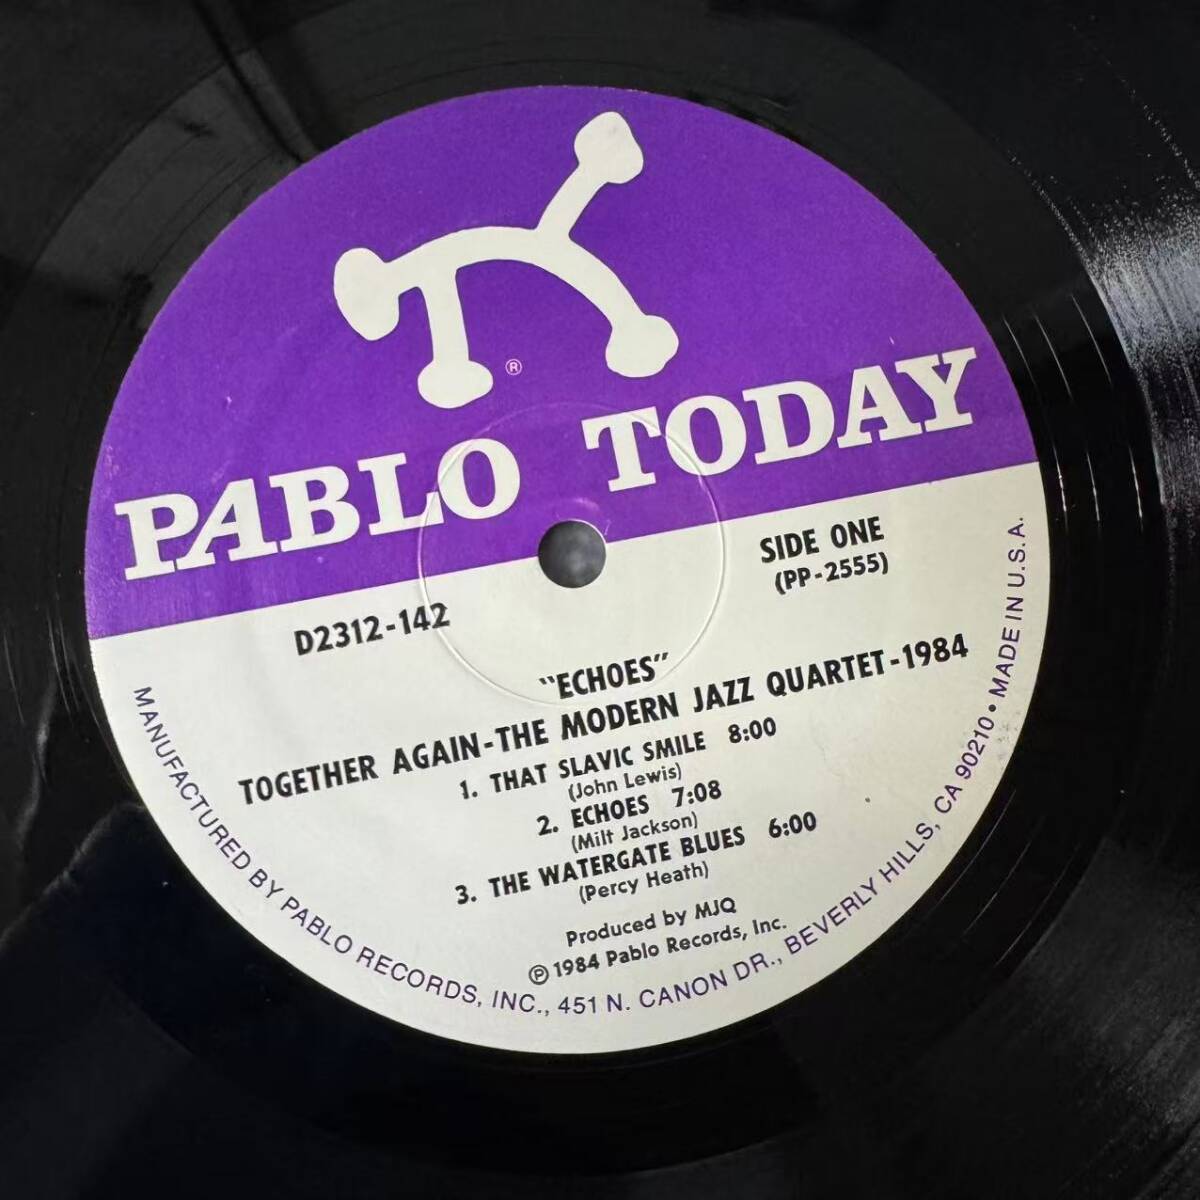 ®
PABLO TODAY
SIDE ONE
(PP-2555)
D2312-142
"ECHOES"
TOGETHER AGAIN-THE MODERN JAZZ QUARTET-1984
1. THAT SLAVIC SMILE 8:00
(John Lewis)
2. ECHOES 7:08
(Milt Jackson)
3. THE WATERGATE BLUES 6:00
(Percy Heath)
Produced by MJQ
℗ 1984 Pablo Records, Inc.
MANUFACTURED BY PABLO RECORDS, INC., 451 N. CANON DR., BEVERLY HILLS, CA 90210 • MADE IN U.S.A.